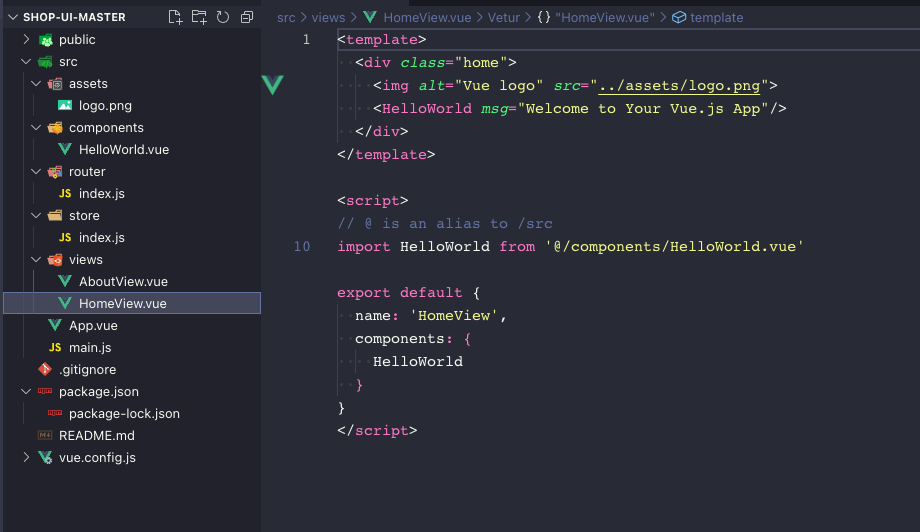 SHOP-UI-MASTER
public
src
assets
logo.png
components
HelloWorld.vue
router
JS index.js
store
JS index.js
views
AboutView.vue
HomeView.vue
App.vue
JS main.js
.gitignore
package.json
package-lock.json
README.md
vue.config.js
src > views > HomeView.vue > Vetur > {} "HomeView.vue" > template
1 <template>
<div class="home">
<img alt="Vue logo" src="../assets/logo.png">
<HelloWorld msg="Welcome to Your Vue.js App"/>
</div>
</template>
<script>
// @ is an alias to /src
10 import HelloWorld from '@/components/HelloWorld.vue'
export default {
name: 'HomeView',
components: {
HelloWorld
}
}
</script>